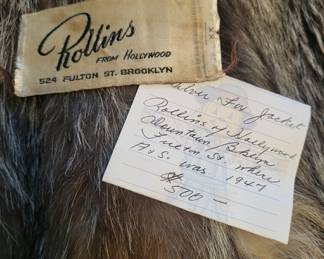 Rollins
FROM HOLLYWOOD
524 FULTON ST. BROOKLYN
Silver Fox Jacket
Rollins of Hollywood
Downtown Bklyn
Fulton St. where
A&S. was 1947
$500-